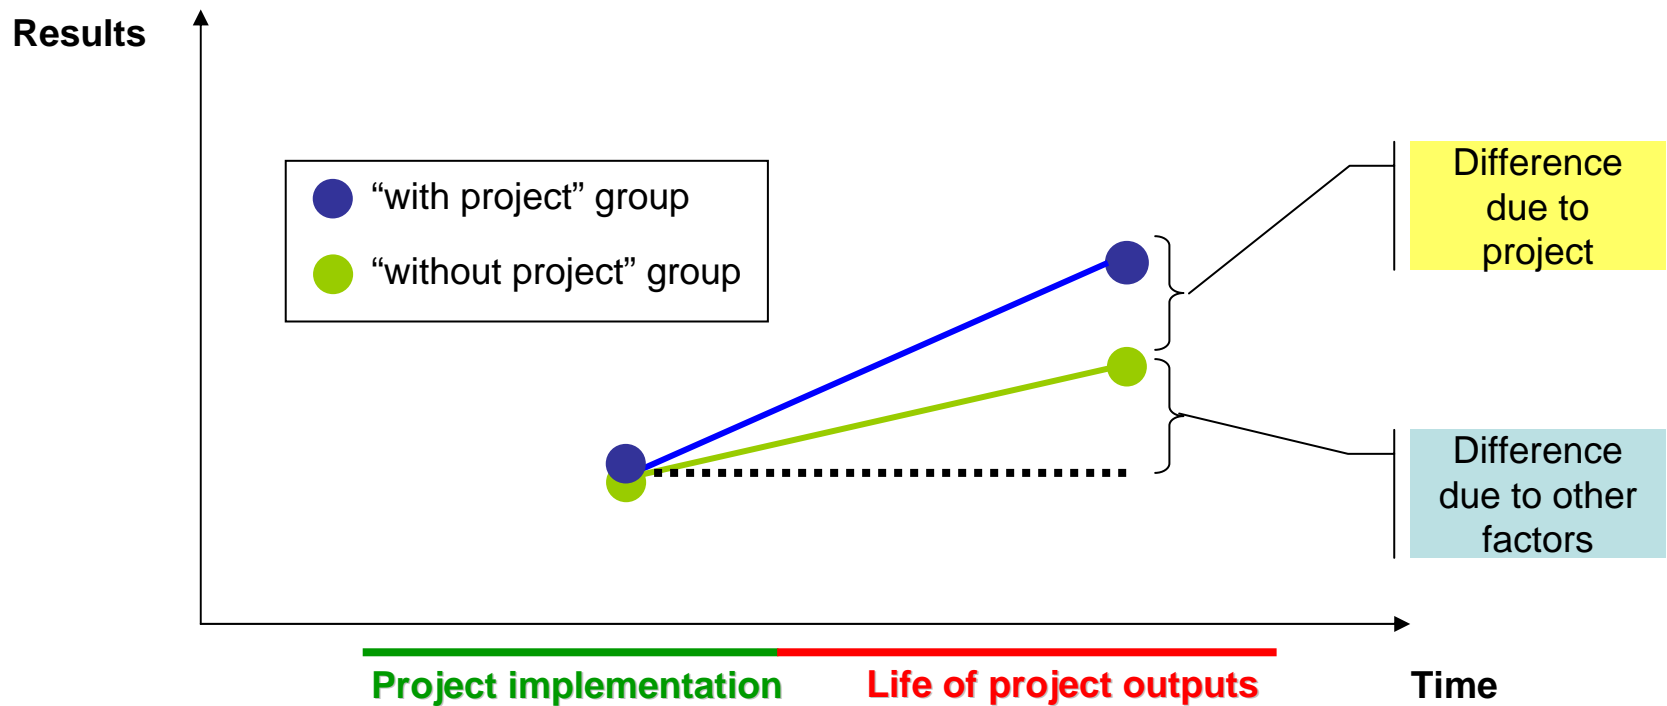 Results
“with project” group
“without project” group
Difference
due to
project
Difference
due to other
factors
Project implementation
Life of project outputs
Time